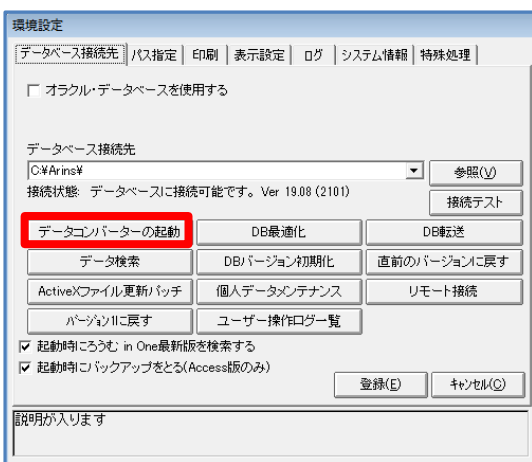 環境設定
データベース接続先 パス指定 印刷 表示設定 ログ システム情報 特殊処理
オラクル・データベースを使用する
データベース接続先
C:¥Arins¥ 参照(V)
接続状態: データベースに接続可能です。Ver 19.08 (2101)
接続テスト
データコンバーターの起動 DB最適化 DB転送
データ検索 DBバージョン初期化 直前のバージョンに戻す
ActiveXファイル更新バッチ 個人データメンテナンス リモート接続
バージョン11に戻す ユーザー操作ログ一覧
起動時にろうむ in One最新版を検索する
起動時にバックアップをとる(Access版のみ)
登録(E) キャンセル(C)
説明が入ります